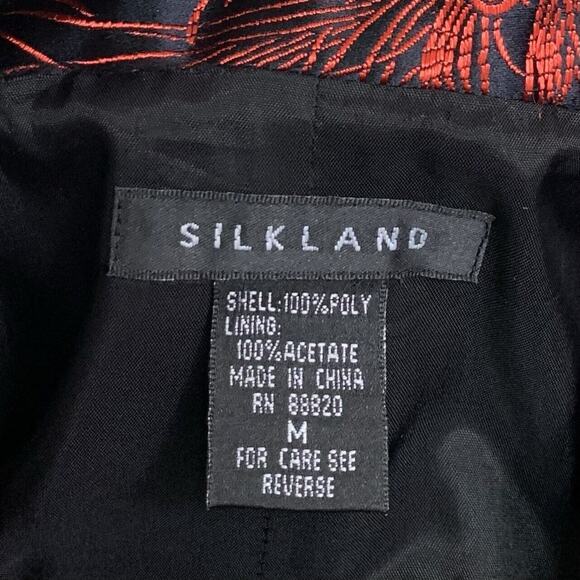 SILKLAND
SHELL:100%POLY
LINING:
100%ACETATE
MADE IN CHINA
RN 88820
M
FOR CARE SEE
REVERSE